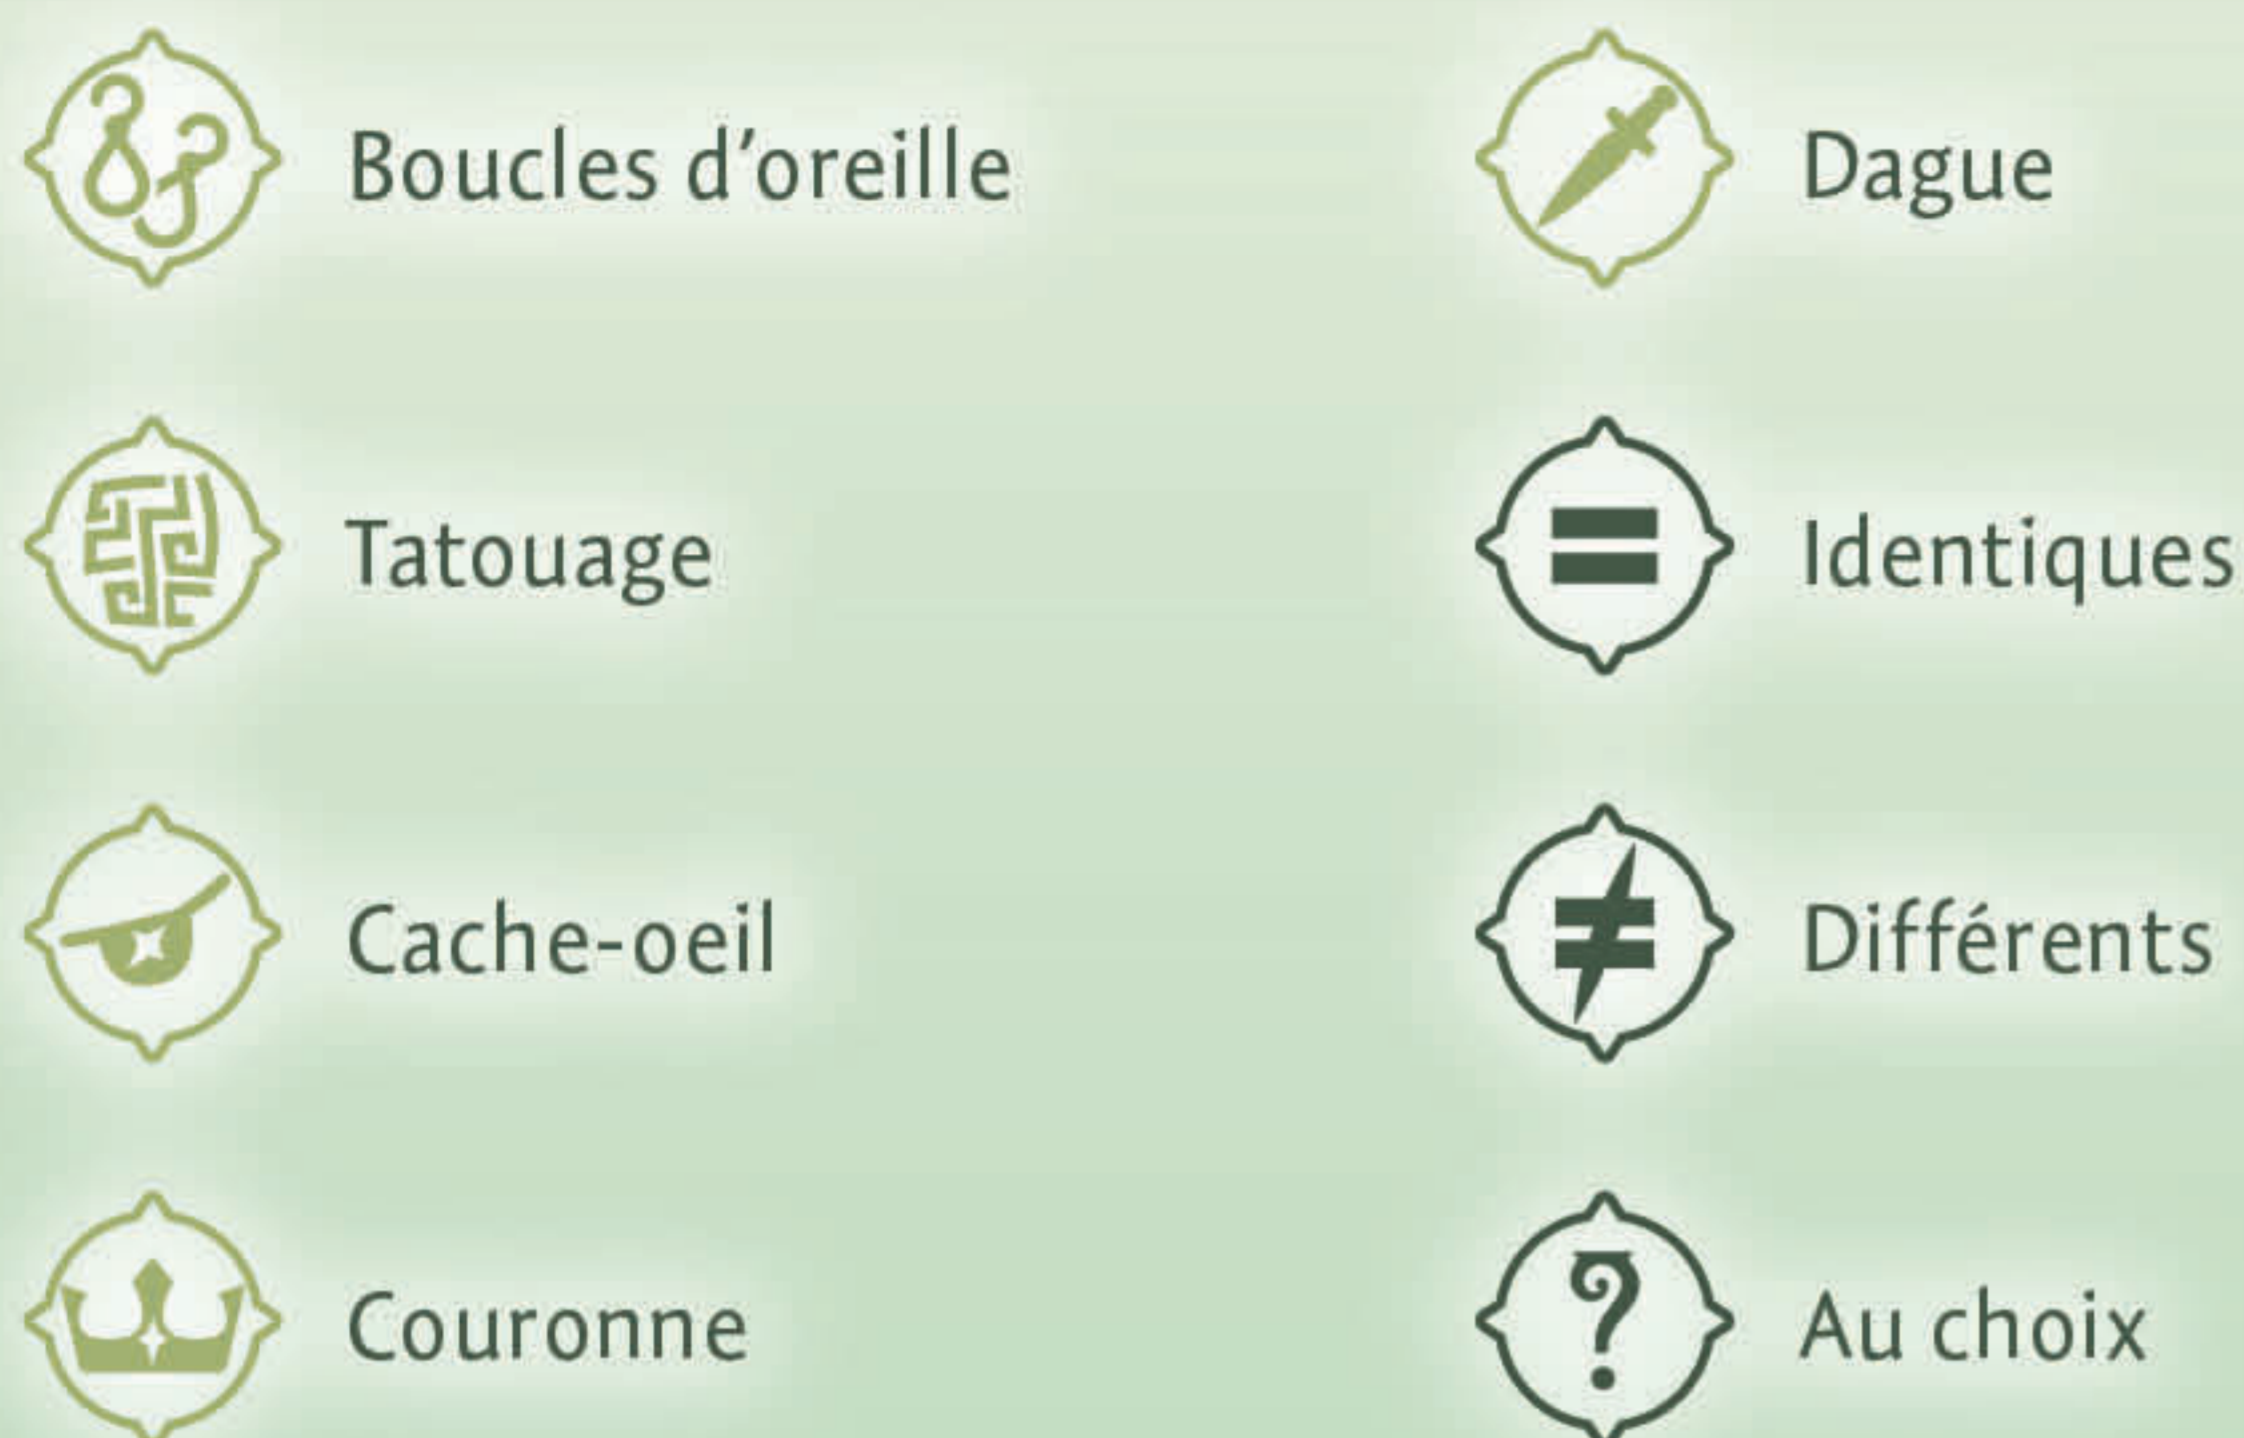 Boucles d’oreille
Tatouage
Cache-oeil
Couronne
Dague
Identiques
Différents
Au choix